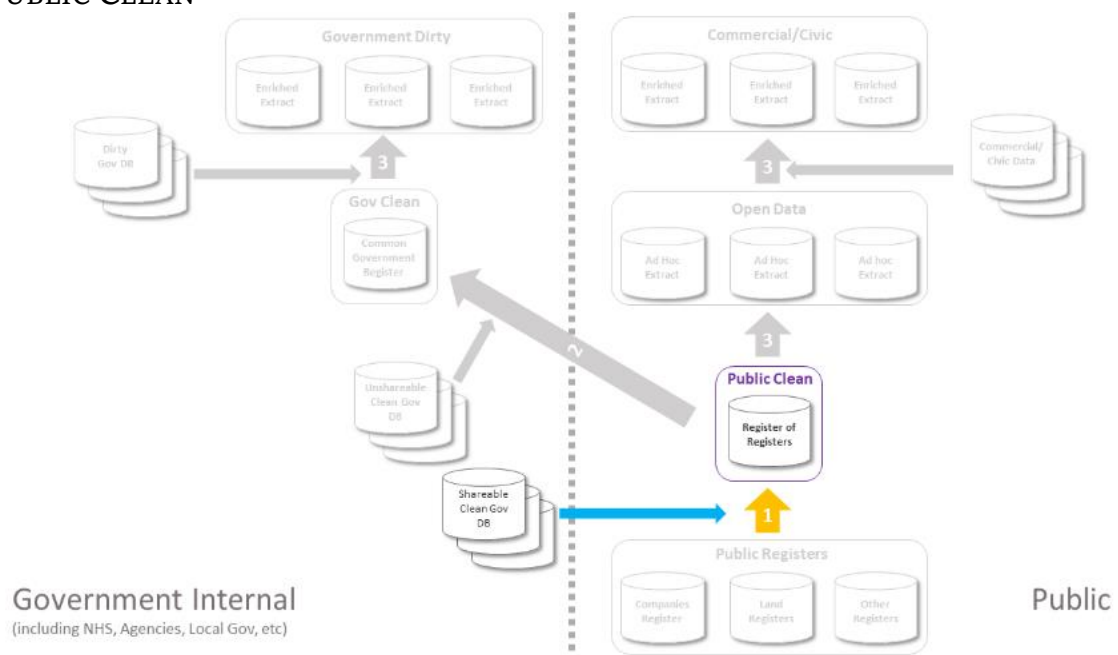 UBLIC CLEAN
Government Dirty
Enriched
Extract
Enriched
Extract
Enriched
Extract
Commercial/Civic
Enriched
Extract
Enriched
Extract
Enriched
Extract
Dirty
Gov DB
3
3
Commercial/
Civic Data
Gov Clean
Common
Government
Register
Open Data
Ad Hoc
Extract
Ad Hoc
Extract
Ad hoc
Extract
2
3
Unshareable
Clean Gov
DB
Public Clean
Register of
Registers
Shareable
Clean Gov
DB
1
Public Registers
Companies
Register
Land
Registers
Other
Registers
Government Internal
(including NHS, Agencies, Local Gov, etc)
Public